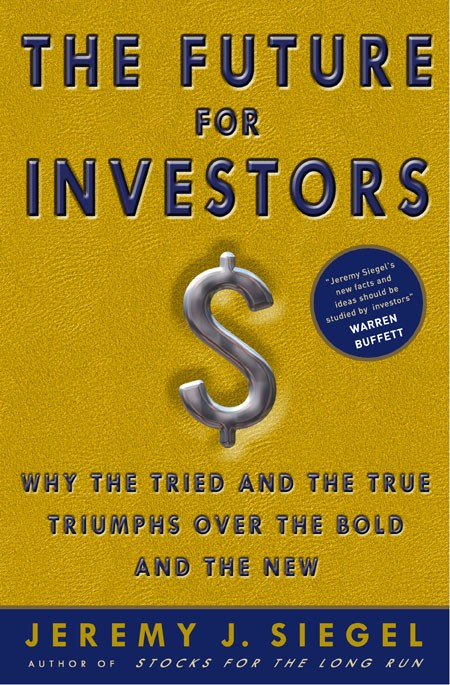 THE FUTURE
FOR
INVESTORS
$
"Jeremy Siegel's
new facts and
ideas should be
studied by investors"
WARREN
BUFFETT
WHY THE TRIED AND THE TRUE
TRIUMPHS OVER THE BOLD
AND THE NEW
JEREMY J. SIEGEL
AUTHOR OF STOCKS FOR THE LONG RUN